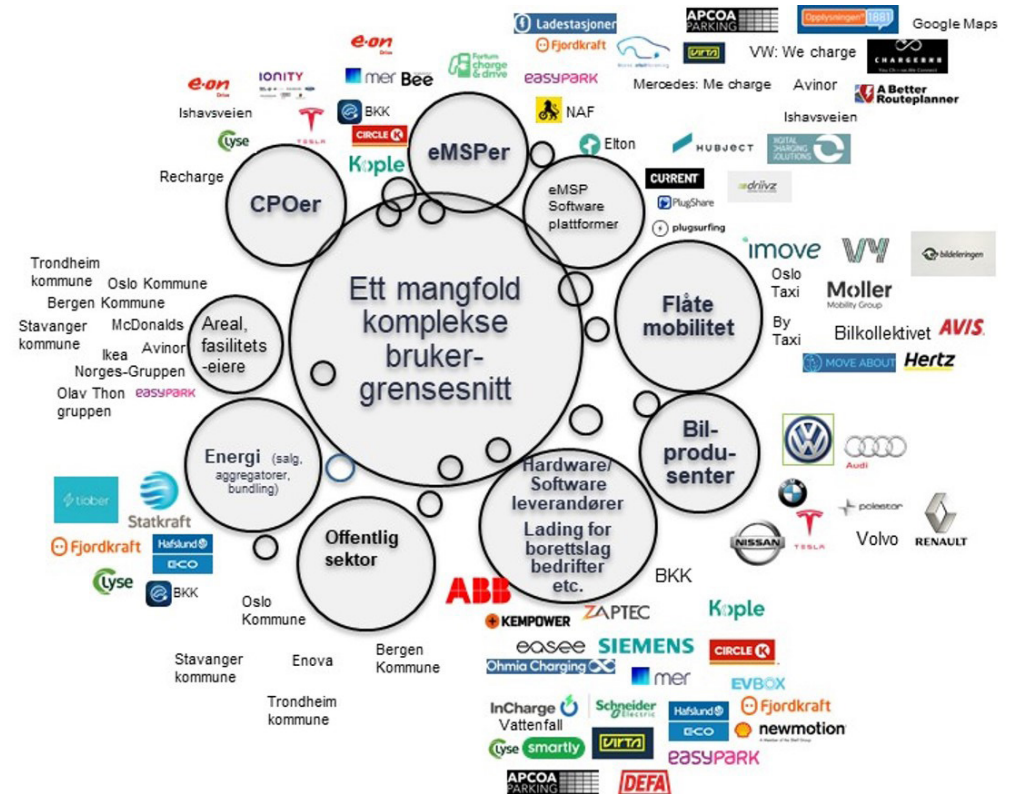 Ladestasjoner
APCOA
PARKING
Opplysningen 1881
Google Maps
e·on
Drive
Fjordkraft
VIRTA
VW: We charge
CHARGE
e·on
Drive
IONITY
mer
Bee
Fortum
charge
& drive
easypark
Mercedes: Me charge
Avinor
A Better
Routeplanner
Ishavsveien
TESLA
BKK
NAF
Ishavsveien
Lyse
CIRCLE K
Elton
HUBJECT
DIGITAL
CHARGING
SOLUTIONS
Kople
eMSPer
Recharge
CPOer
eMSP
Software
plattformer
CURRENT
driivz
PlugShare
plugsurfing
imove
VY
bildeleringen
Trondheim
kommune
Oslo Kommune
Bergen Kommune
Stavanger
kommune
McDonalds
Avinor
Ikea
Norges-Gruppen
Olav Thon
gruppen
easypark
Areal,
fasilitets
-eiere
Ett mangfold
komplekse
bruker-
grensesnitt
Flåte
mobilitet
Oslo
Taxi
Møller
Mobility Group
By
Taxi
Bilkollektivet
AVIS
MOVE ABOUT
Hertz
Bil-
produ-
senter
Audi
polestar
NISSAN
TESLA
Volvo
RENAULT
Energi (salg,
aggregatorer,
bundling)
tibber
Statkraft
Fjordkraft
Hafslund
ECO
Lyse
BKK
Offentlig
sektor
Oslo
Kommune
Stavanger
kommune
Enova
Bergen
Kommune
Trondheim
kommune
Hardware/
Software
leverandører
Lading for
borettslag
bedrifter
etc.
BKK
ABB
KEMPOWER
ZAPTEC
Kople
easee
SIEMENS
CIRCLE K
Ohmia Charging
mer
EVBOX
InCharge
Vattenfall
Schneider
Electric
Hafslund
ECO
Fjordkraft
newmotion
Lyse
smartly
VIRTA
easypark
APCOA
PARKING
DEFA